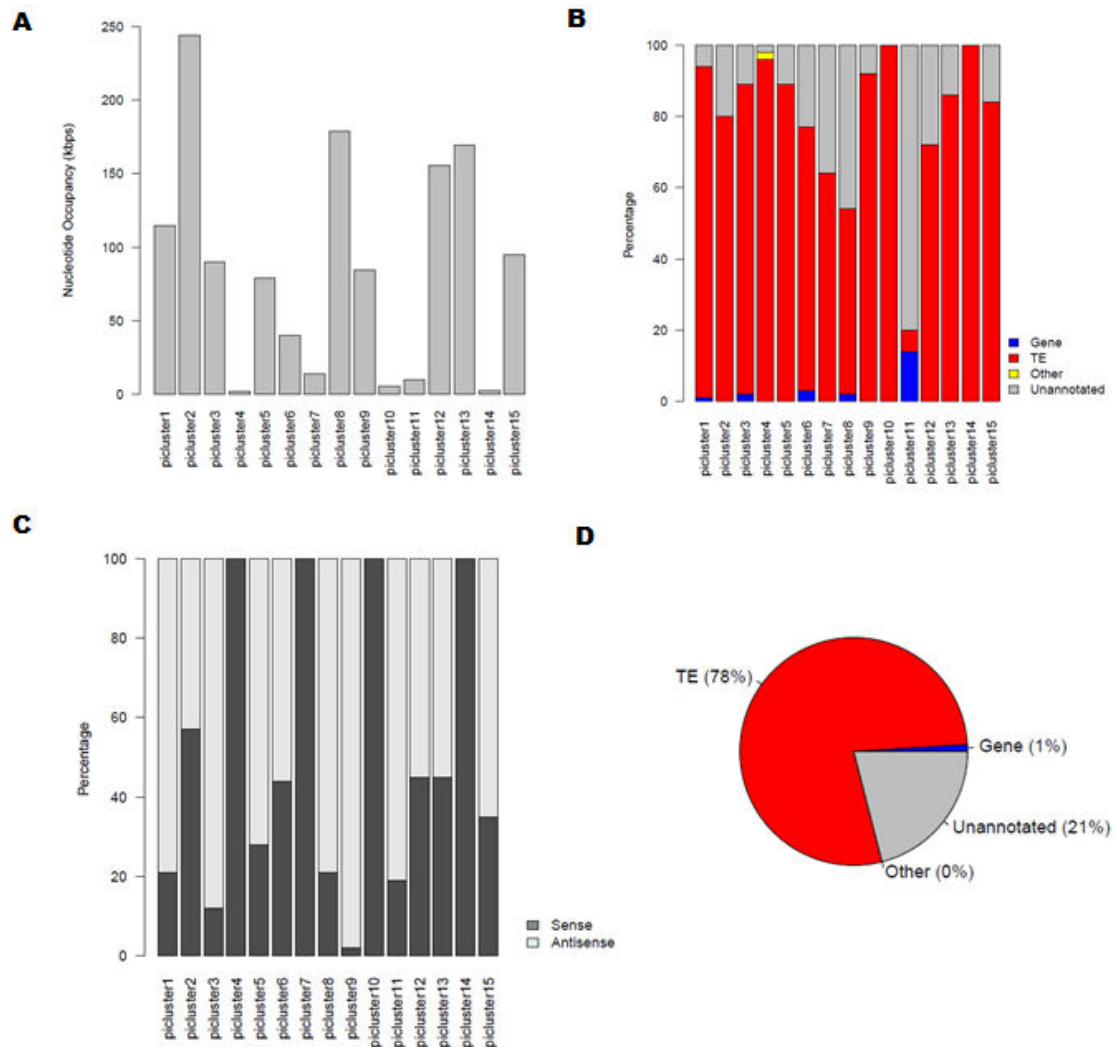 A
250
200
150
100
50
0
Nucleotide Occupancy (kbps)
picluster1
picluster2
picluster3
picluster4
picluster5
picluster6
picluster7
picluster8
picluster9
picluster10
picluster11
picluster12
picluster13
picluster14
picluster15
B
100
80
60
40
20
0
Percentage
picluster1
picluster2
picluster3
picluster4
picluster5
picluster6
picluster7
picluster8
picluster9
picluster10
picluster11
picluster12
picluster13
picluster14
picluster15
Gene
TE
Other
Unannotated
C
100
80
60
40
20
0
Percentage
picluster1
picluster2
picluster3
picluster4
picluster5
picluster6
picluster7
picluster8
picluster9
picluster10
picluster11
picluster12
picluster13
picluster14
picluster15
Sense
Antisense
D
TE (78%)
Gene (1%)
Unannotated (21%)
Other (0%)